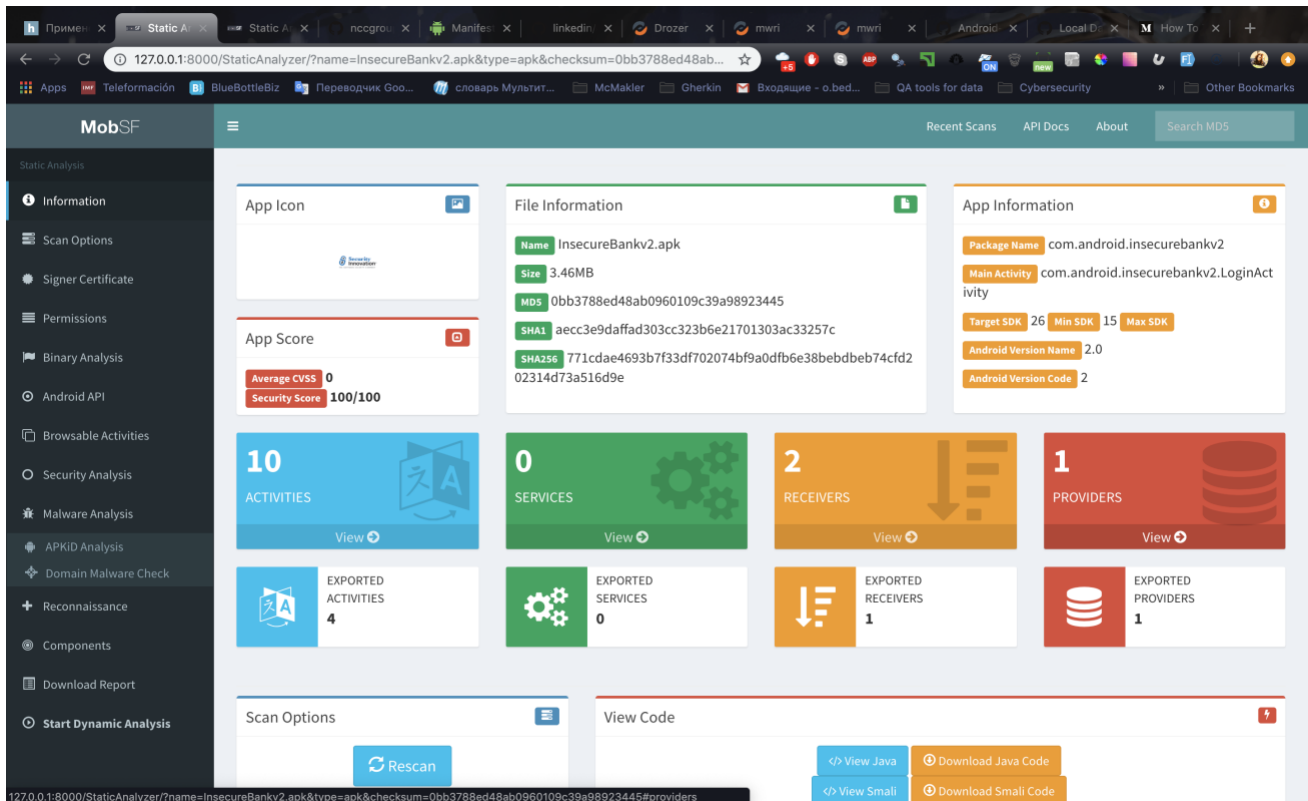 Примен
Static A
Static A
nccgrou
Manifes
linkedin
Drozer
mwri
mwri
Android
Local D
How To
127.0.0.1:8000/StaticAnalyzer/?name=InsecureBankv2.apk&type=apk&checksum=0bb3788ed48ab...
+5
ABP
ON
new
Apps
Teleformación
BlueBottleBiz
Переводчик Goo...
словарь Мультит...
McMakler
Gherkin
Входящие – o.bed...
QA tools for data
Cybersecurity
»
Other Bookmarks
MobSF
Recent Scans
API Docs
About
Search MD5
Static Analysis
Information
Scan Options
Signer Certificate
Permissions
Binary Analysis
Android API
Browsable Activities
Security Analysis
Malware Analysis
APKiD Analysis
Domain Malware Check
Reconnaissance
Components
Download Report
Start Dynamic Analysis
App Icon
Security Innovation
App Score
Average CVSS 0
Security Score 100/100
File Information
Name InsecureBankv2.apk
Size 3.46MB
MD5 0bb3788ed48ab0960109c39a98923445
SHA1 aecc3e9daffad303cc323b6e21701303ac33257c
SHA256 771cdae4693b7f33df702074bf9a0dfb6e38bebdbeb74cfd2
02314d73a516d9e
App Information
Package Name com.android.insecurebankv2
Main Activity com.android.insecurebankv2.LoginAct
ivity
Target SDK 26 Min SDK 15 Max SDK
Android Version Name 2.0
Android Version Code 2
10
ACTIVITIES
View
0
SERVICES
View
2
RECEIVERS
View
1
PROVIDERS
View
EXPORTED
ACTIVITIES
4
EXPORTED
SERVICES
0
EXPORTED
RECEIVERS
1
EXPORTED
PROVIDERS
1
Scan Options
Rescan
View Code
</> View Java
Download Java Code
</> View Smali
Download Smali Code
127.0.0.1:8000/StaticAnalyzer/?name=InsecureBankv2.apk&type=apk&checksum=0bb3788ed48ab0960109c39a98923445#providers